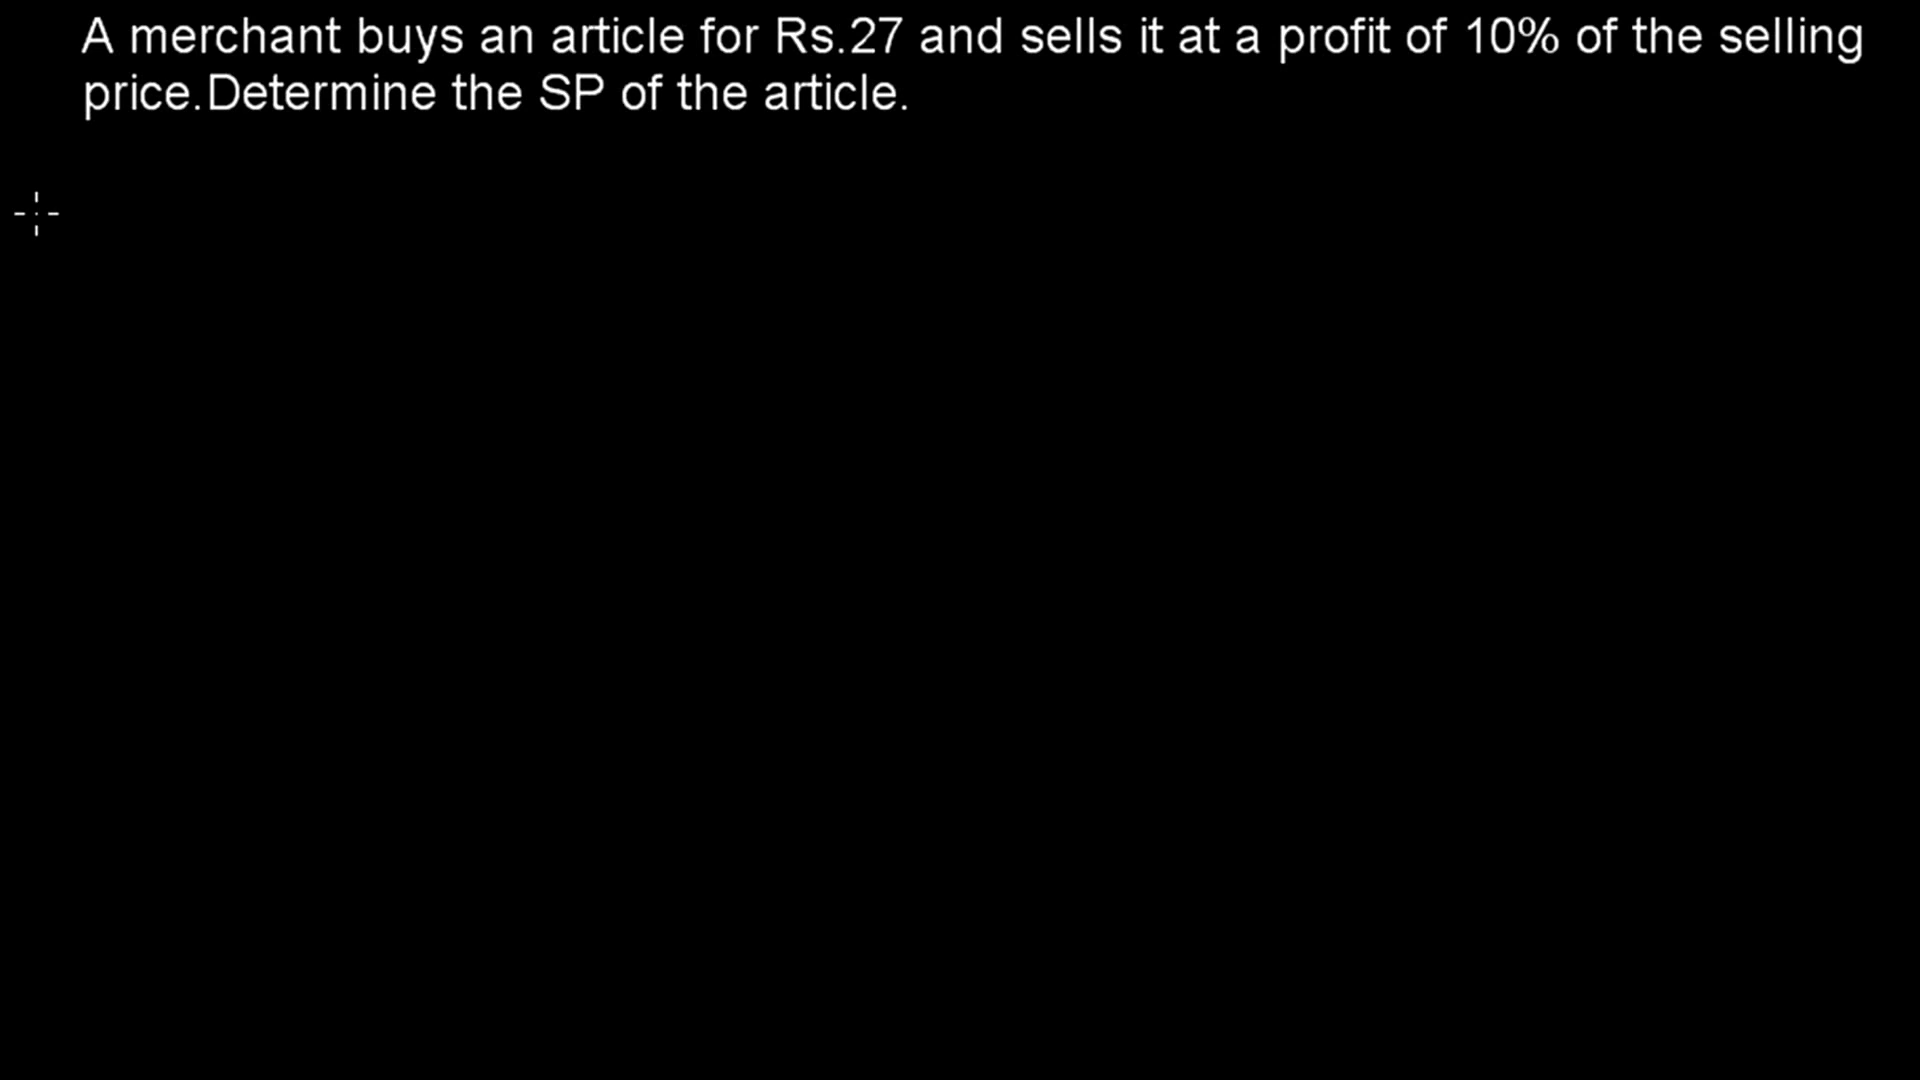 A merchant buys an article for Rs.27 and sells it at a profit of 10% of the selling
price.Determine the SP of the article.